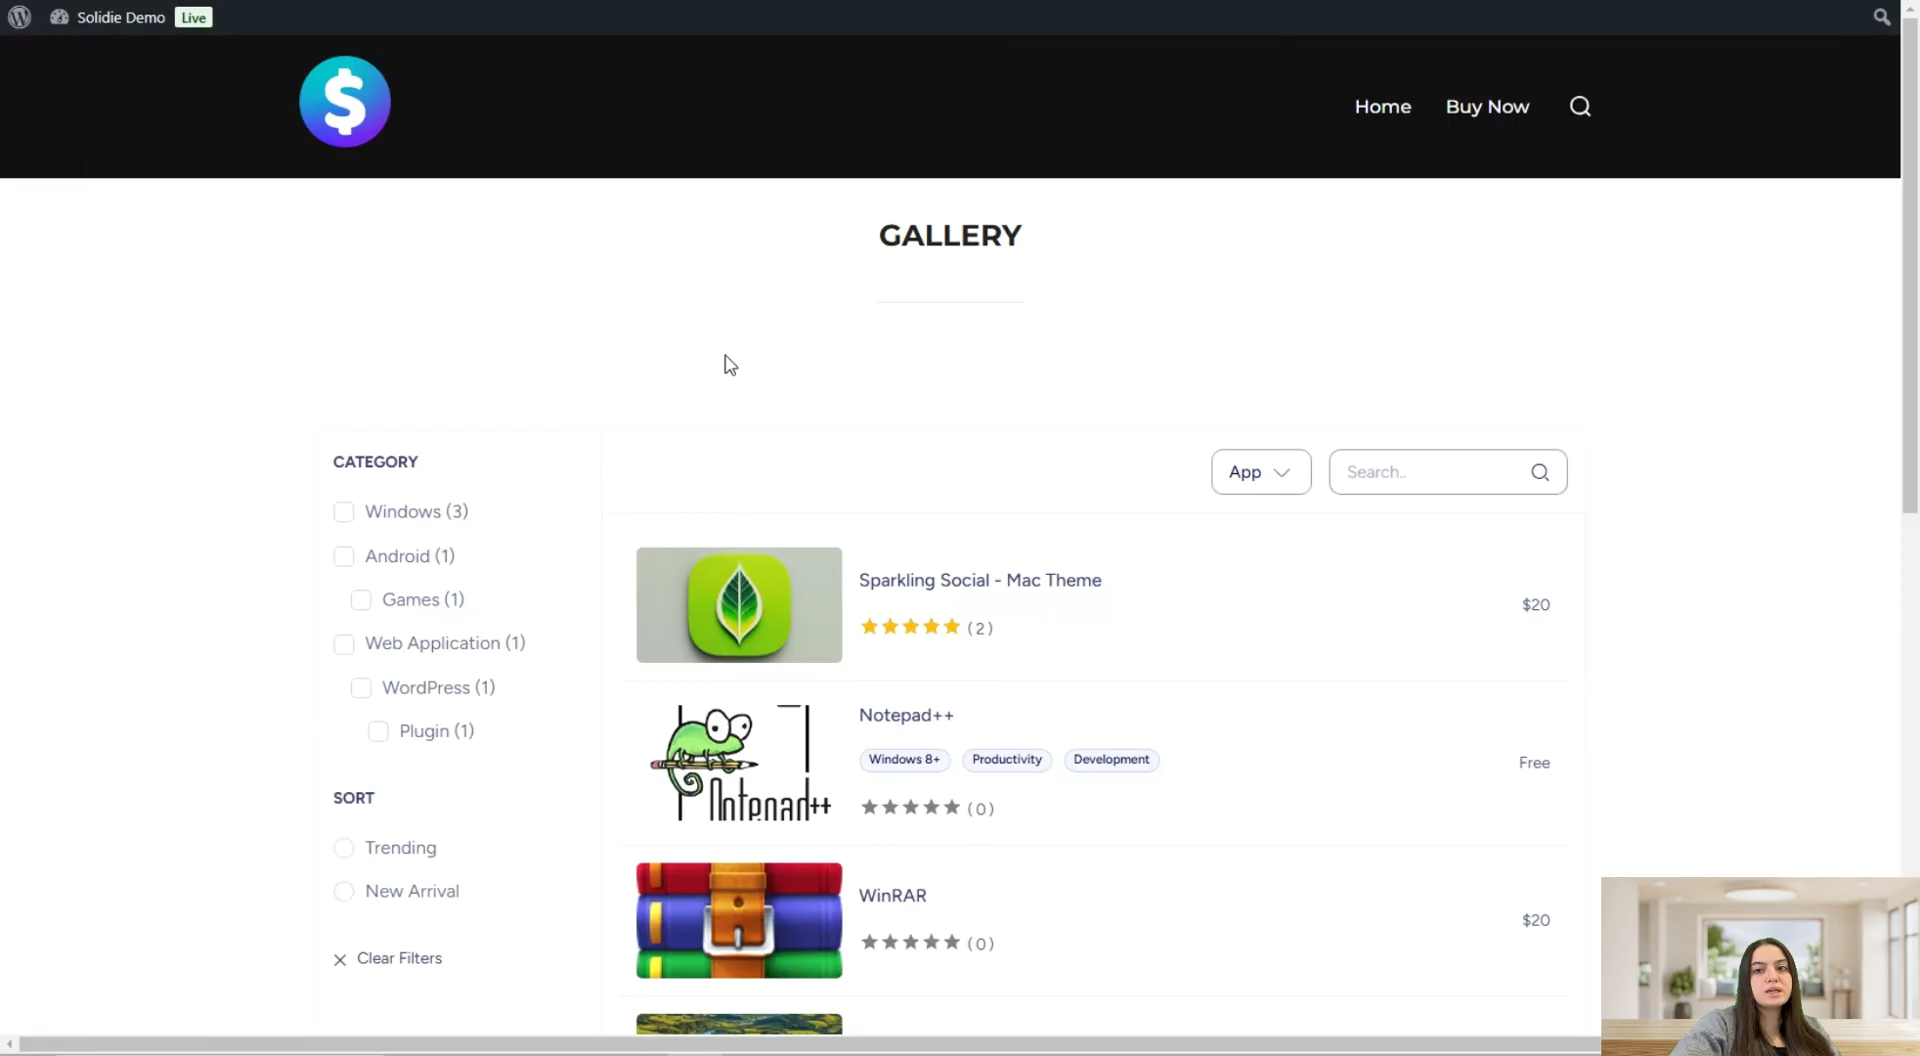 Solidie Demo Live
$
Home Buy Now
GALLERY
CATEGORY
Windows (3)
Android (1)
Games (1)
Web Application (1)
WordPress (1)
Plugin (1)
SORT
Trending
New Arrival
Clear Filters
App Search..
Sparkling Social - Mac Theme
(2)
$20
Notepad++
Windows 8+ Productivity Development
(0)
Free
Notepad++
WinRAR
(0)
$20